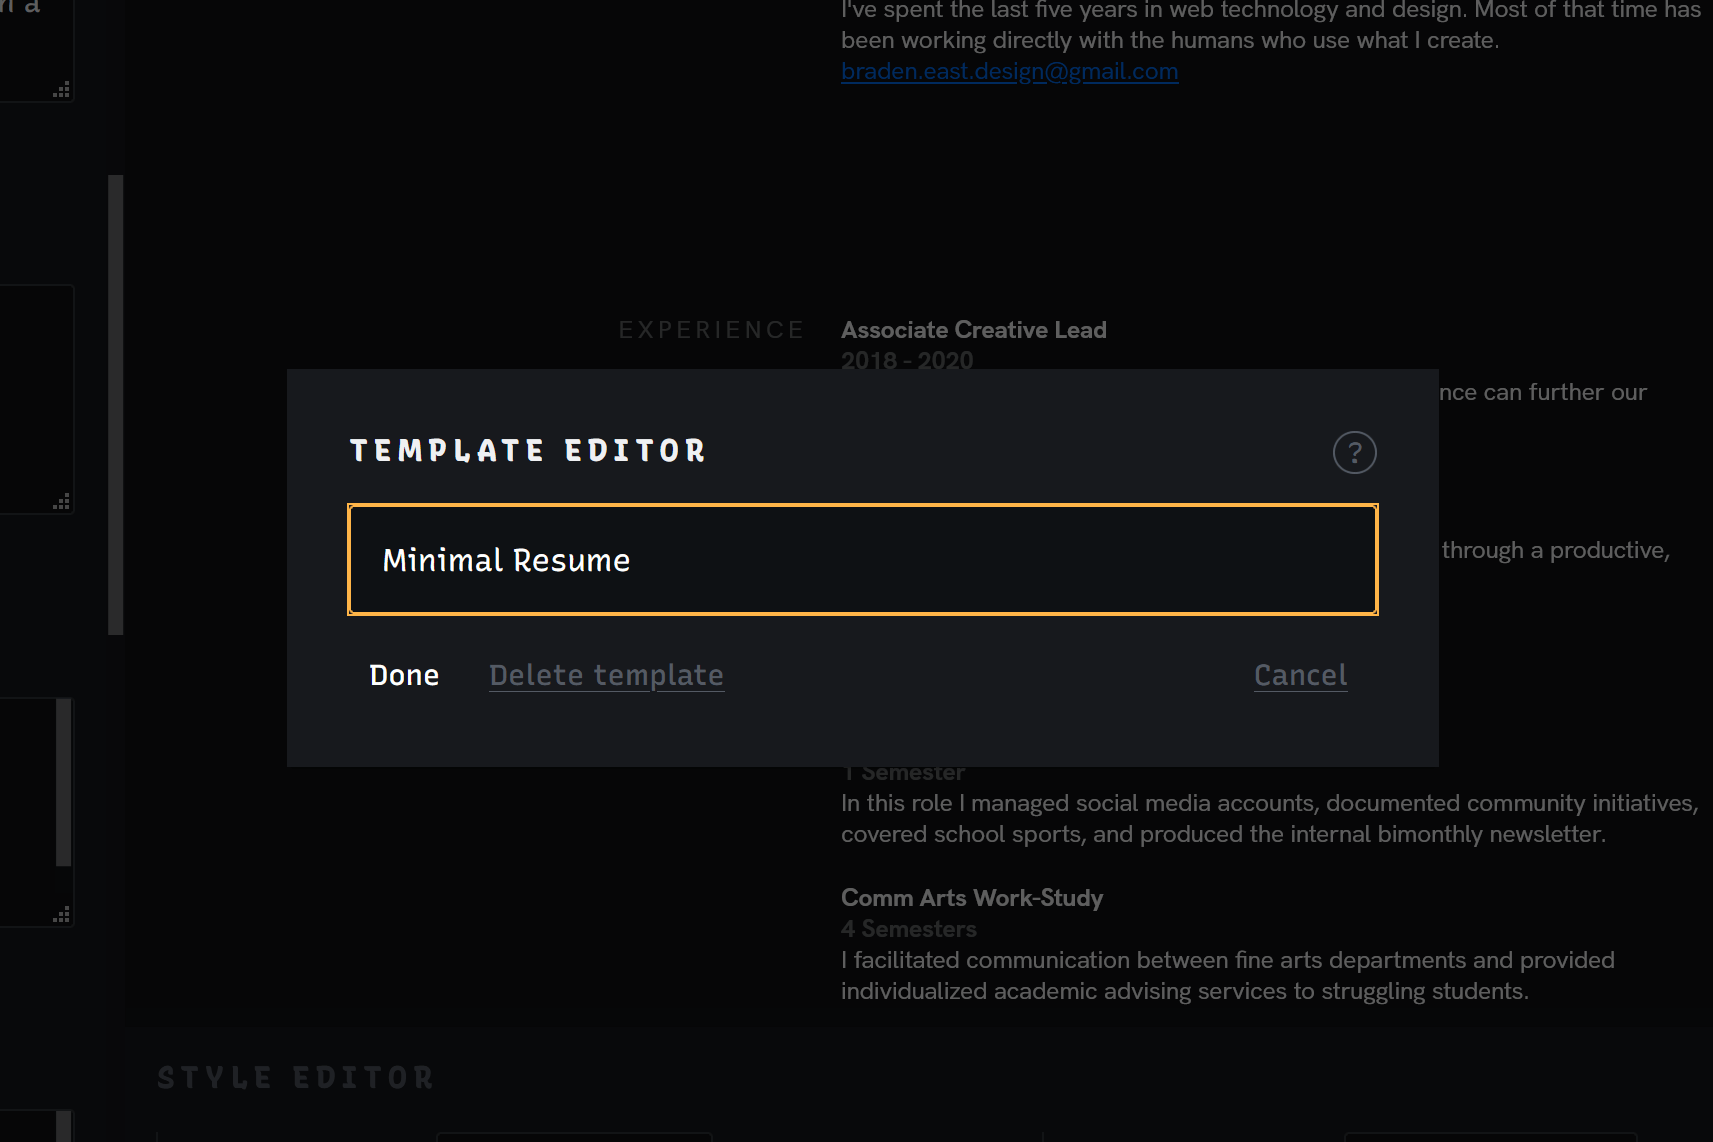 I've spent the last five years in web technology and design. Most of that time has
been working directly with the humans who use what I create.
braden.east.design@gmail.com
EXPERIENCE
Associate Creative Lead
2018 - 2020
nce can further our
TEMPLATE EDITOR
?
Minimal Resume
through a productive,
Done
Delete template
Cancel
1 Semester
In this role I managed social media accounts, documented community initiatives,
covered school sports, and produced the internal bimonthly newsletter.
Comm Arts Work-Study
4 Semesters
I facilitated communication between fine arts departments and provided
individualized academic advising services to struggling students.
STYLE EDITOR